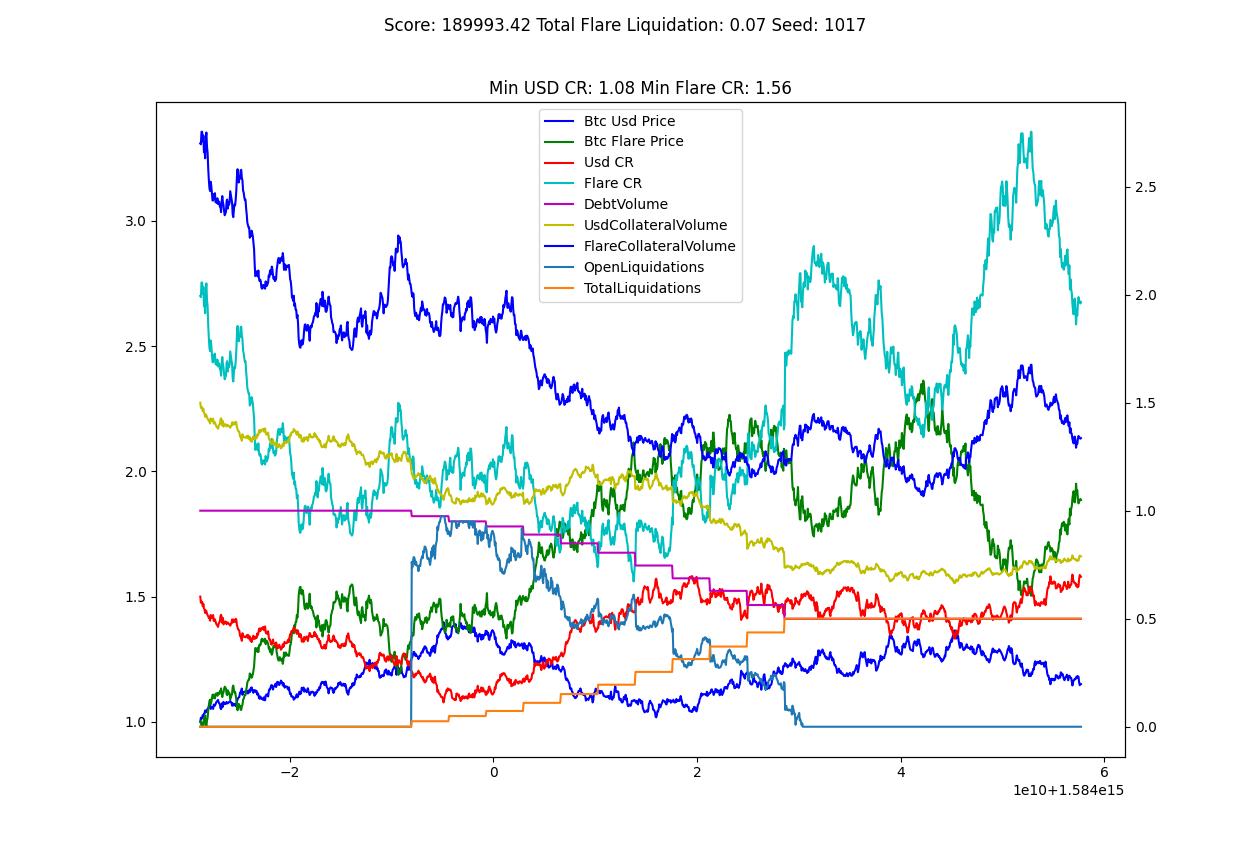 Score: 189993.42 Total Flare Liquidation: 0.07 Seed: 1017
Min USD CR: 1.08 Min Flare CR: 1.56
Btc Usd Price
Btc Flare Price
Usd CR
Flare CR
DebtVolume
UsdCollateralVolume
FlareCollateralVolume
OpenLiquidations
TotalLiquidations
3.0
2.5
2.0
1.5
1.0
2.5
2.0
1.5
1.0
0.5
0.0
−2 0 2 4 6
1e10+1.584e15